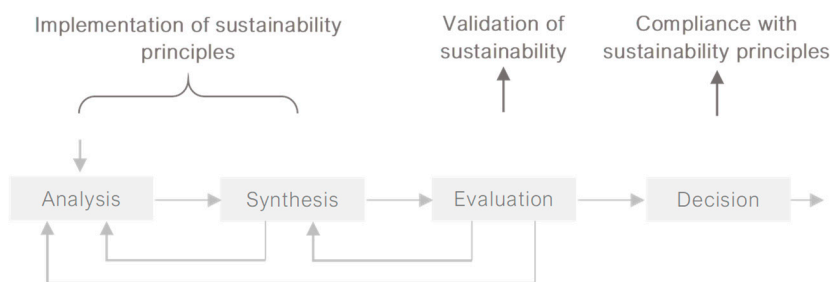 Implementation of sustainability
principles
Validation of
sustainability
Compliance with
sustainability principles
Analysis
Synthesis
Evaluation
Decision